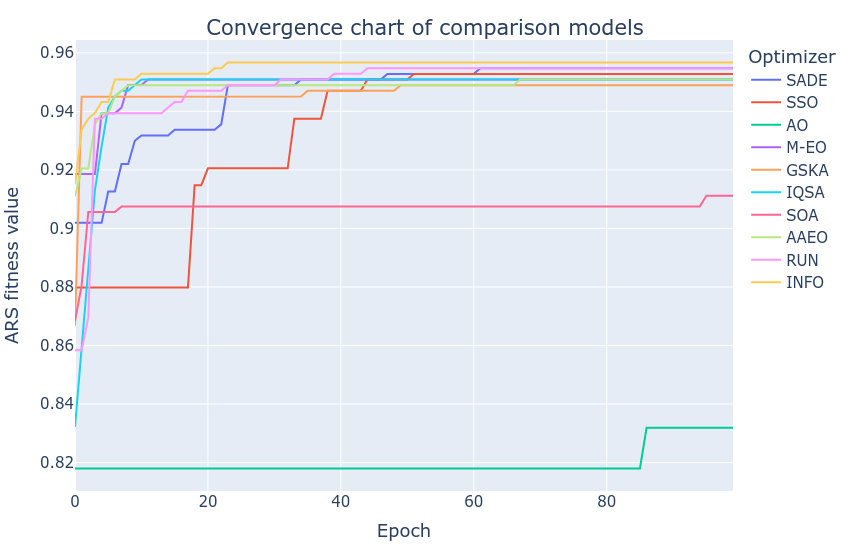 Convergence chart of comparison models
ARS fitness value
0.96
0.94
0.92
0.9
0.88
0.86
0.84
0.82
0
20
40
60
80
Epoch
Optimizer
SADE
SSO
AO
M-EO
GSKA
IQSA
SOA
AAEO
RUN
INFO